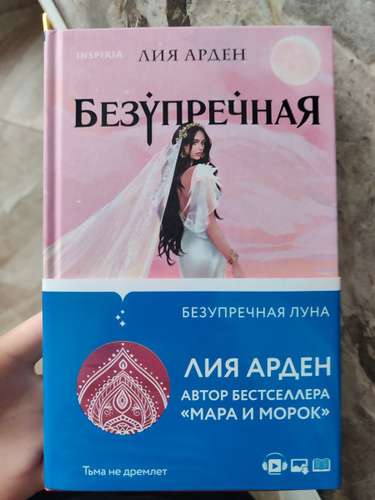 INSPIRIA
ЛИЯ АРДЕН
БЕЗУПРЕЧНАЯ
БЕЗУПРЕЧНАЯ ЛУНА
ЛИЯ АРДЕН
АВТОР БЕСТСЕЛЛЕРА
«МАРА И МОРОК»
Тьма не дремлет